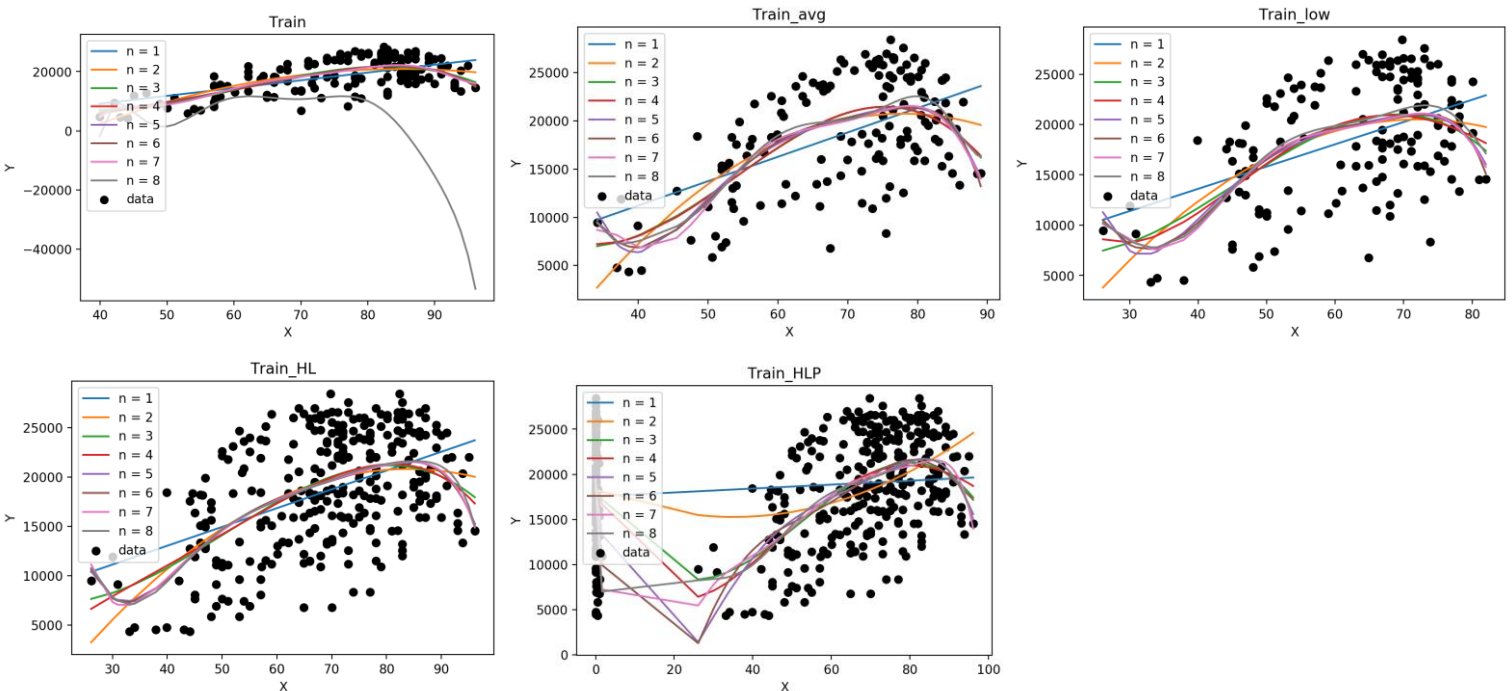 Train
n = 1
n = 2
n = 3
n = 4
n = 5
n = 6
n = 7
n = 8
data
20000
0
−20000
−40000
Y
40
50
60
70
80
90
X
Train_avg
n = 1
n = 2
n = 3
n = 4
n = 5
n = 6
n = 7
n = 8
data
25000
20000
15000
10000
5000
Y
40
50
60
70
80
90
X
Train_low
n = 1
n = 2
n = 3
n = 4
n = 5
n = 6
n = 7
n = 8
data
25000
20000
15000
10000
5000
Y
30
40
50
60
70
80
X
Train_HL
n = 1
n = 2
n = 3
n = 4
n = 5
n = 6
n = 7
n = 8
data
25000
20000
15000
10000
5000
Y
30
40
50
60
70
80
90
X
Train_HLP
n = 1
n = 2
n = 3
n = 4
n = 5
n = 6
n = 7
n = 8
data
25000
20000
15000
10000
5000
0
Y
0
20
40
60
80
100
X